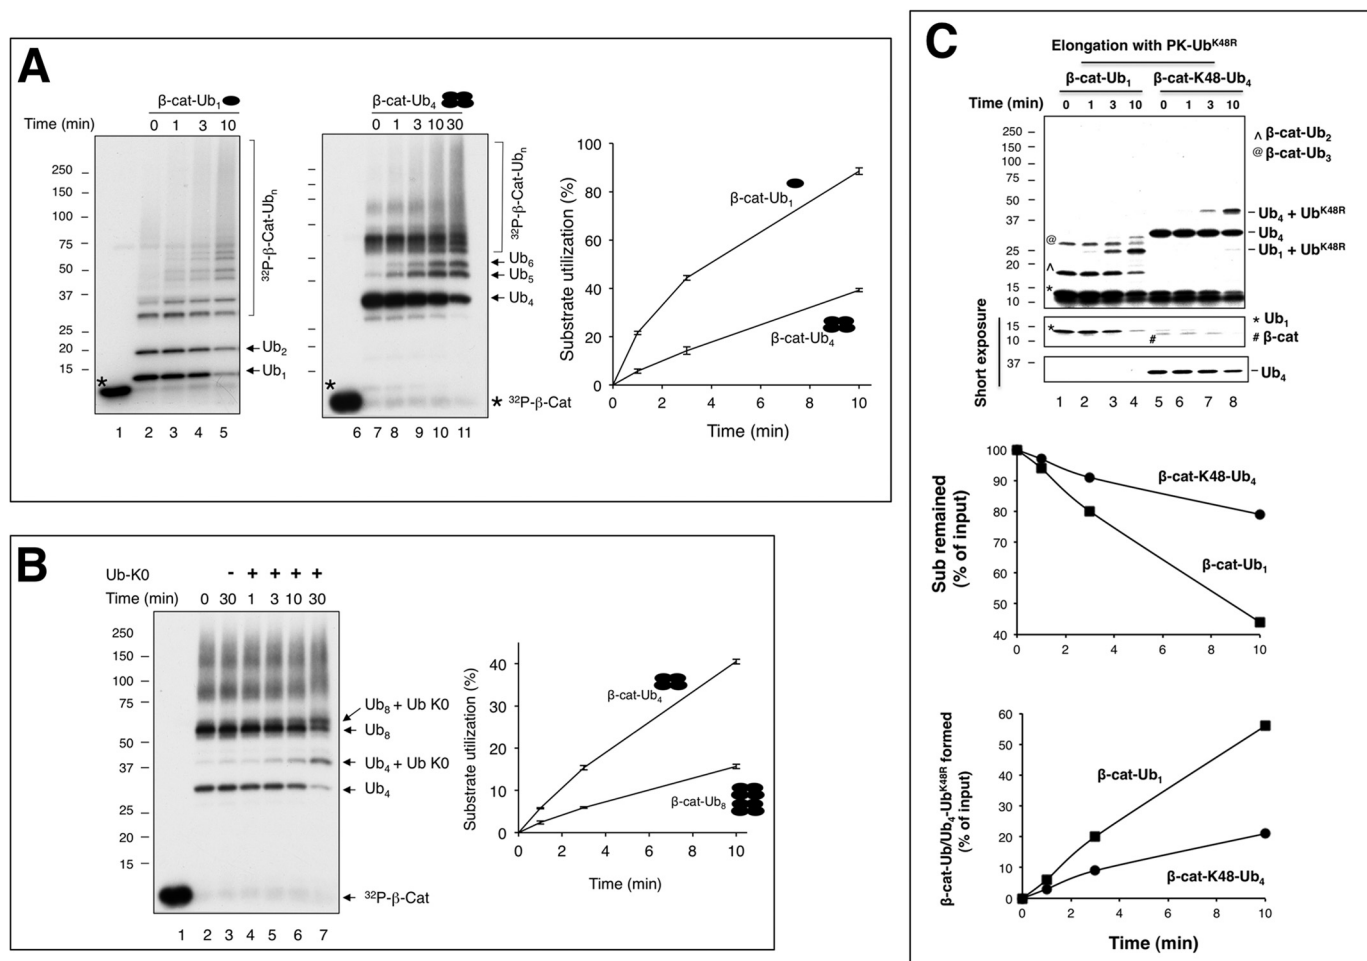 A
β-cat-Ub1
Time (min) 0 1 3 10
250
150
100
75
50
37
25
20
15
32P-β-Cat-Ubn
Ub2
Ub1
*
1 2 3 4 5
β-cat-Ub4
0 1 3 10 30
32P-β-Cat-Ubn
Ub6
Ub5
Ub4
*
* 32P-β-Cat
6 7 8 9 10 11
Substrate utilization (%)
100
80
60
40
20
0
β-cat-Ub1
β-cat-Ub4
0 2 4 6 8 10
Time (min)
B
Ub-K0 - + + + +
Time (min) 0 30 1 3 10 30
250
150
100
75
50
37
25
20
15
Ub8 + Ub K0
Ub8
Ub4 + Ub K0
Ub4
32P-β-Cat
1 2 3 4 5 6 7
Substrate utilization (%)
40
30
20
10
0
β-cat-Ub4
β-cat-Ub8
0 2 4 6 8 10
Time (min)
C
Elongation with PK-UbK48R
β-cat-Ub1 β-cat-K48-Ub4
Time (min) 0 1 3 10 0 1 3 10
250
150
100
75
50
37
25
20
15
10
@
^
*
^ β-cat-Ub2
@ β-cat-Ub3
Ub4 + UbK48R
Ub4
Ub1 + UbK48R
Short exposure
15
10
*
#
* Ub1
# β-cat
37
Ub4
1 2 3 4 5 6 7 8
Sub remained
(% of input)
100
90
80
70
60
50
40
β-cat-K48-Ub4
β-cat-Ub1
0 2 4 6 8 10
β-cat-Ub/Ub4-UbK48R formed
(% of input)
60
50
40
30
20
10
0
β-cat-Ub1
β-cat-K48-Ub4
0 2 4 6 8 10
Time (min)